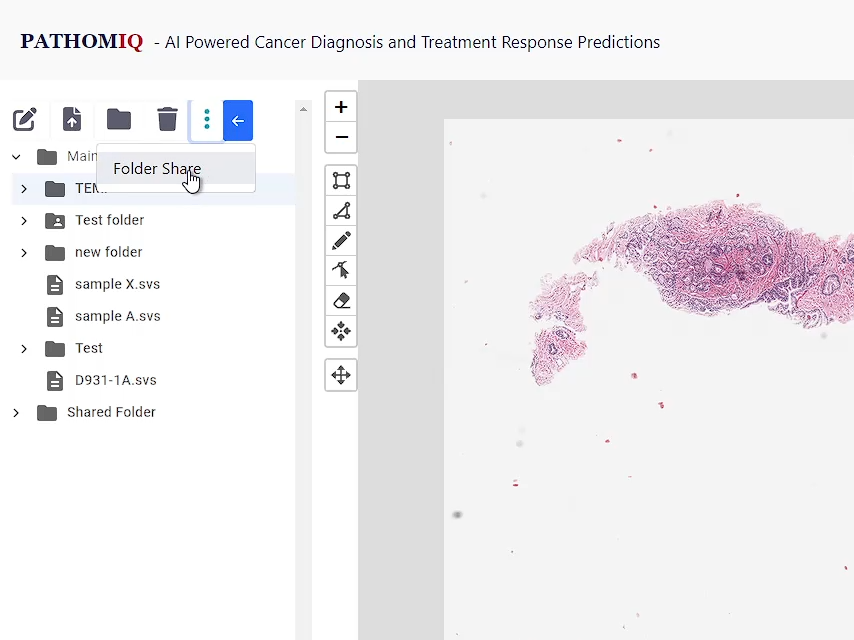 PATHOMIQ - AI Powered Cancer Diagnosis and Treatment Response Predictions
Main
Folder Share
Test folder
new folder
sample X.svs
sample A.svs
Test
D931-1A.svs
Shared Folder